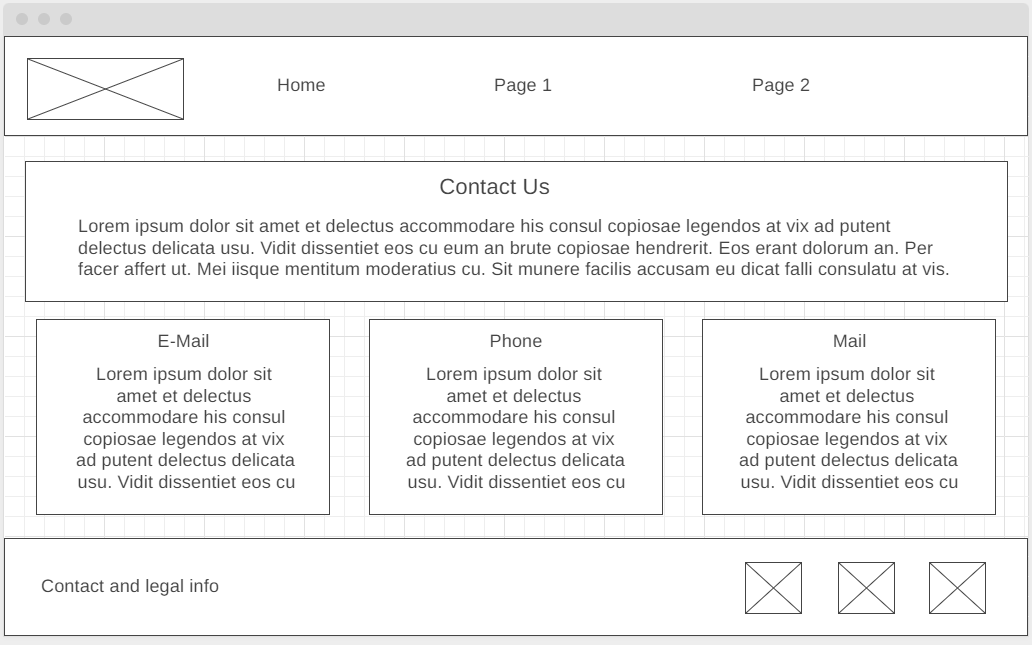 Home Page 1 Page 2
Contact Us
Lorem ipsum dolor sit amet et delectus accommodare his consul copiosae legendos at vix ad putent
delectus delicata usu. Vidit dissentiet eos cu eum an brute copiosae hendrerit. Eos erant dolorum an. Per
facer affert ut. Mei iisque mentitum moderatius cu. Sit munere facilis accusam eu dicat falli consulatu at vis.
E-Mail
Lorem ipsum dolor sit
amet et delectus
accommodare his consul
copiosae legendos at vix
ad putent delectus delicata
usu. Vidit dissentiet eos cu
Phone
Lorem ipsum dolor sit
amet et delectus
accommodare his consul
copiosae legendos at vix
ad putent delectus delicata
usu. Vidit dissentiet eos cu
Mail
Lorem ipsum dolor sit
amet et delectus
accommodare his consul
copiosae legendos at vix
ad putent delectus delicata
usu. Vidit dissentiet eos cu
Contact and legal info